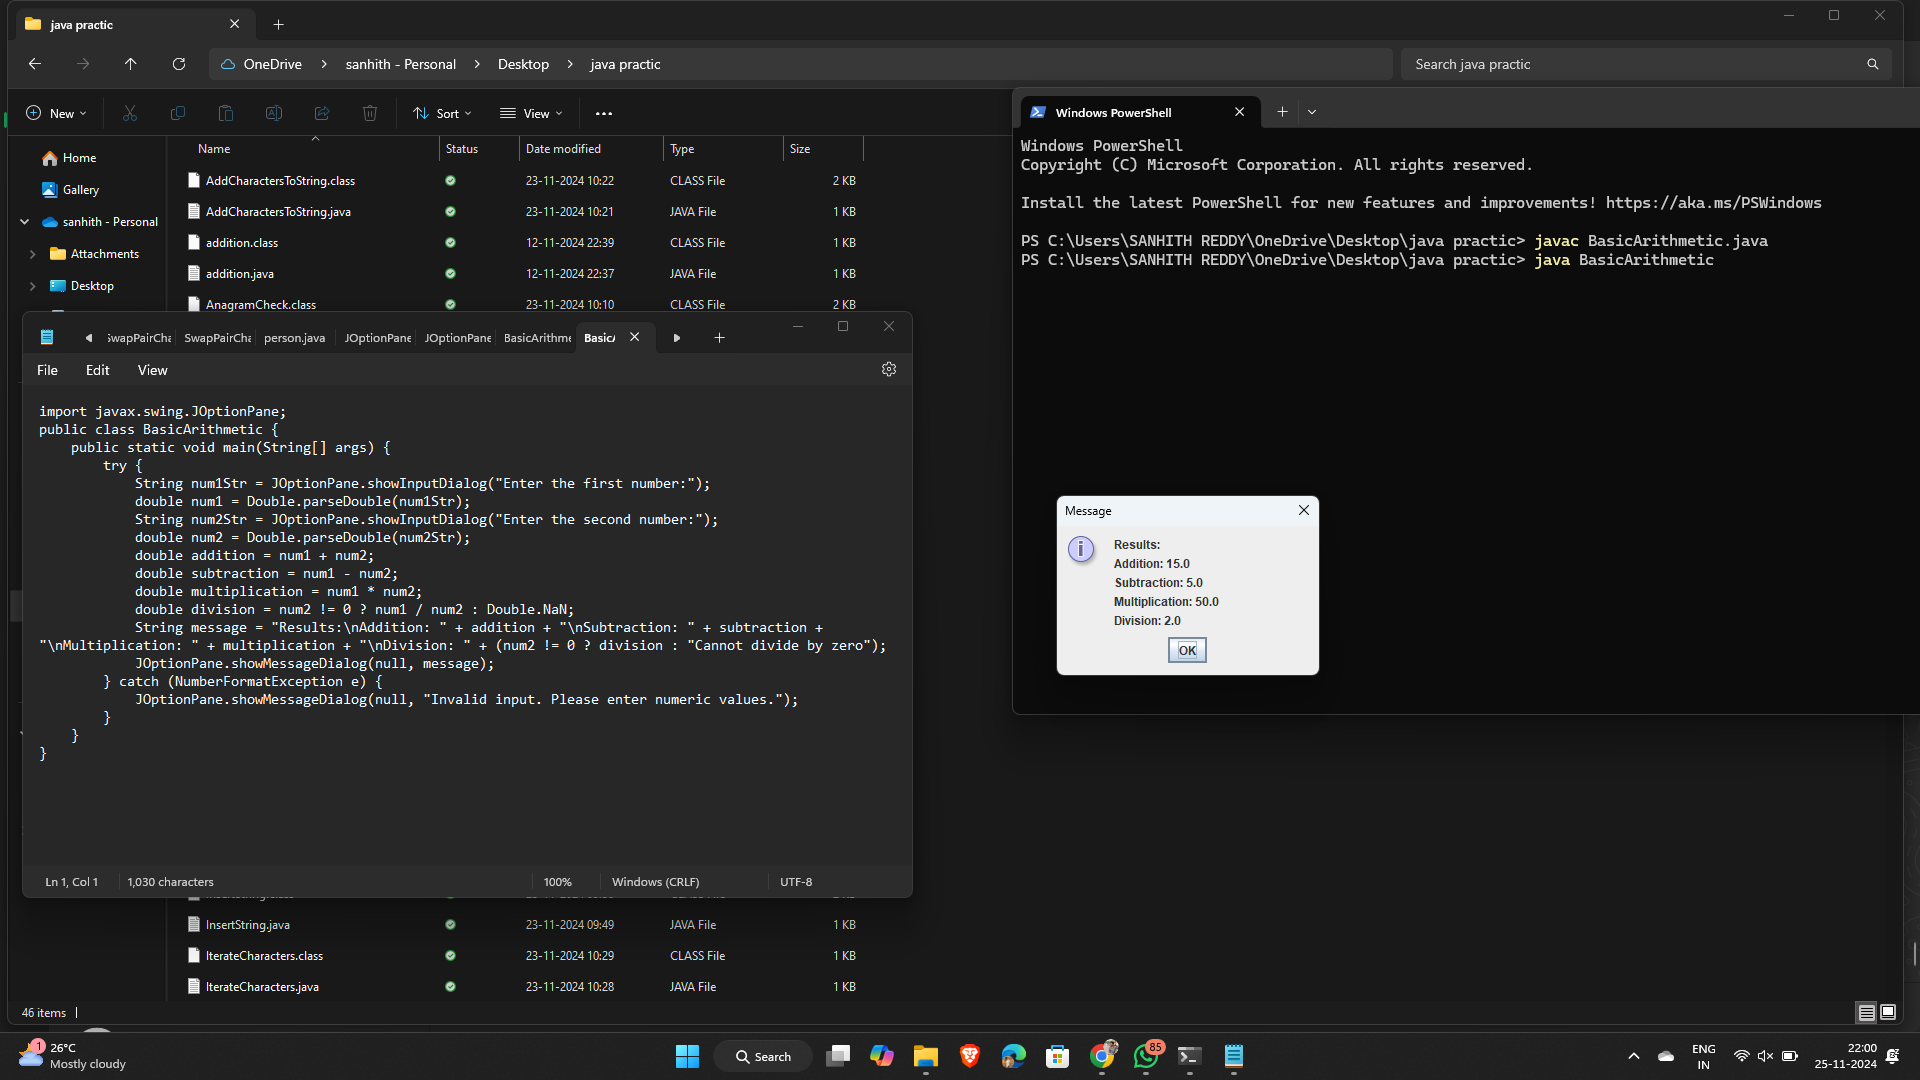 java practic
OneDrive > sanhith - Personal > Desktop > java practic
Search java practic
New
Sort
View
Name Status Date modified Type Size
Home
Gallery
sanhith - Personal
Attachments
Desktop
AddCharactersToString.class 23-11-2024 10:22 CLASS File 2 KB
AddCharactersToString.java 23-11-2024 10:21 JAVA File 1 KB
addition.class 12-11-2024 22:39 CLASS File 1 KB
addition.java 12-11-2024 22:37 JAVA File 1 KB
AnagramCheck.class 23-11-2024 10:10 CLASS File 2 KB
SwapPairCha SwapPairCha person.java JOptionPane JOptionPane BasicArithme BasicA
File Edit View
import javax.swing.JOptionPane;
public class BasicArithmetic {
public static void main(String[] args) {
try {
String num1Str = JOptionPane.showInputDialog("Enter the first number:");
double num1 = Double.parseDouble(num1Str);
String num2Str = JOptionPane.showInputDialog("Enter the second number:");
double num2 = Double.parseDouble(num2Str);
double addition = num1 + num2;
double subtraction = num1 - num2;
double multiplication = num1 * num2;
double division = num2 != 0 ? num1 / num2 : Double.NaN;
String message = "Results:\nAddition: " + addition + "\nSubtraction: " + subtraction +
"\nMultiplication: " + multiplication + "\nDivision: " + (num2 != 0 ? division : "Cannot divide by zero");
JOptionPane.showMessageDialog(null, message);
} catch (NumberFormatException e) {
JOptionPane.showMessageDialog(null, "Invalid input. Please enter numeric values.");
}
}
}
Ln 1, Col 1 1,030 characters 100% Windows (CRLF) UTF-8
InsertString.java 23-11-2024 09:49 JAVA File 1 KB
IterateCharacters.class 23-11-2024 10:29 CLASS File 1 KB
IterateCharacters.java 23-11-2024 10:28 JAVA File 1 KB
46 items
Windows PowerShell
Windows PowerShell
Copyright (C) Microsoft Corporation. All rights reserved.
Install the latest PowerShell for new features and improvements! https://aka.ms/PSWindows
PS C:\Users\SANHITH REDDY\OneDrive\Desktop\java practic> javac BasicArithmetic.java
PS C:\Users\SANHITH REDDY\OneDrive\Desktop\java practic> java BasicArithmetic
Message
Results:
Addition: 15.0
Subtraction: 5.0
Multiplication: 50.0
Division: 2.0
OK
1
26°C
Mostly cloudy
Search
85
ENG
IN
22:00
25-11-2024